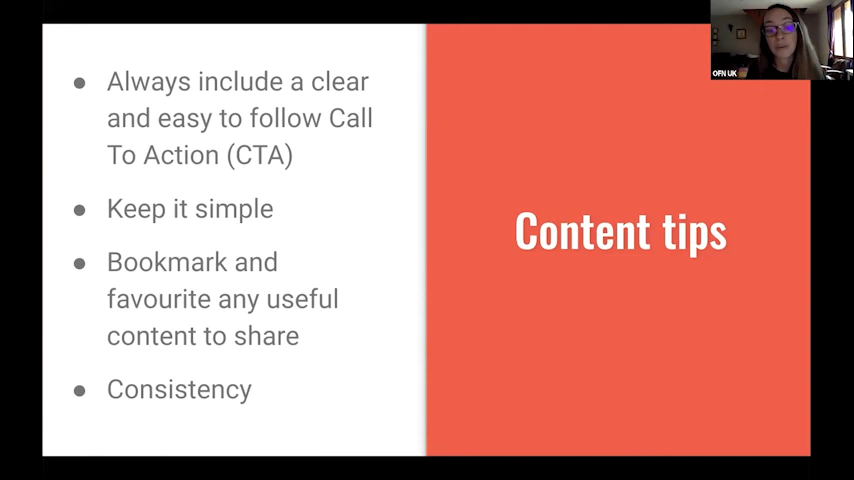 Always include a clear
and easy to follow Call
To Action (CTA)
Keep it simple
Bookmark and
favourite any useful
content to share
Consistency
Content tips
OFN UK